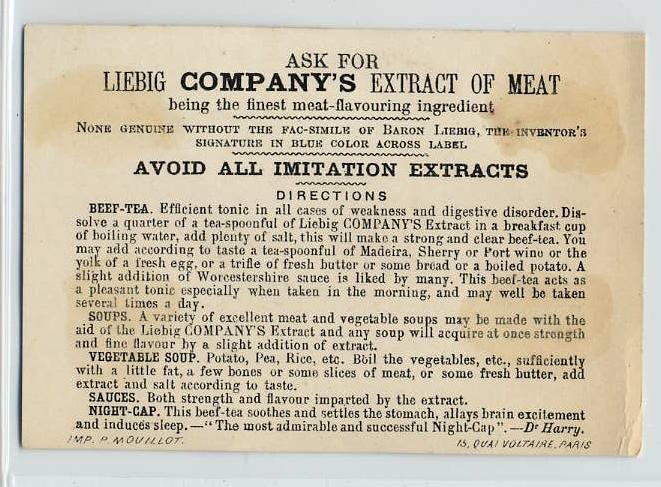 ASK FOR
LIEBIG COMPANY'S EXTRACT OF MEAT
being the finest meat-flavouring ingredient
NONE GENUINE WITHOUT THE FAC-SIMILE OF BARON LIEBIG, THE INVENTOR'S
SIGNATURE IN BLUE COLOR ACROSS LABEL
AVOID ALL IMITATION EXTRACTS
DIRECTIONS
BEEF-TEA. Efficient tonic in all cases of weakness and digestive disorder. Dis-
solve a quarter of a tea-spoonful of Liebig COMPANY'S Extract in a breakfast cup
of boiling water, add plenty of salt, this will make a strong and clear beef-tea. You
may add according to taste a tea-spoonful of Madeira, Sherry or Port wine or the
yolk of a fresh egg, or a trifle of fresh butter or some bread or a boiled potato. A
slight addition of Worcestershire sauce is liked by many. This beef-tea acts as
a pleasant tonic especially when taken in the morning, and may well be taken
several times a day.
SOUPS. A variety of excellent meat and vegetable soups may be made with the
aid of the Liebig COMPANY'S Extract and any soup will acquire at once strength
and fine flavour by a slight addition of extract.
VEGETABLE SOUP. Potato, Pea, Rice, etc. Boil the vegetables, etc., sufficiently
with a little fat, a few bones or some slices of meat, or some fresh butter, add
extract and salt according to taste.
SAUCES. Both strength and flavour imparted by the extract.
NIGHT-CAP. This beef-tea soothes and settles the stomach, allays brain excitement
and induces sleep.—"The most admirable and successful Night-Cap".—Dr Harry.
IMP. P. MOUILLOT. 15, QUAI VOLTAIRE, PARIS